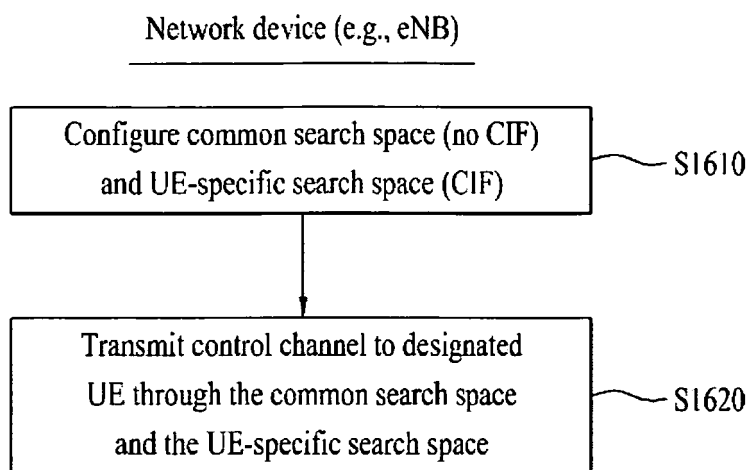 Network device (e.g., eNB)
Configure common search space (no CIF)
and UE-specific search space (CIF)
S1610
Transmit control channel to designated
UE through the common search space
and the UE-specific search space
S1620